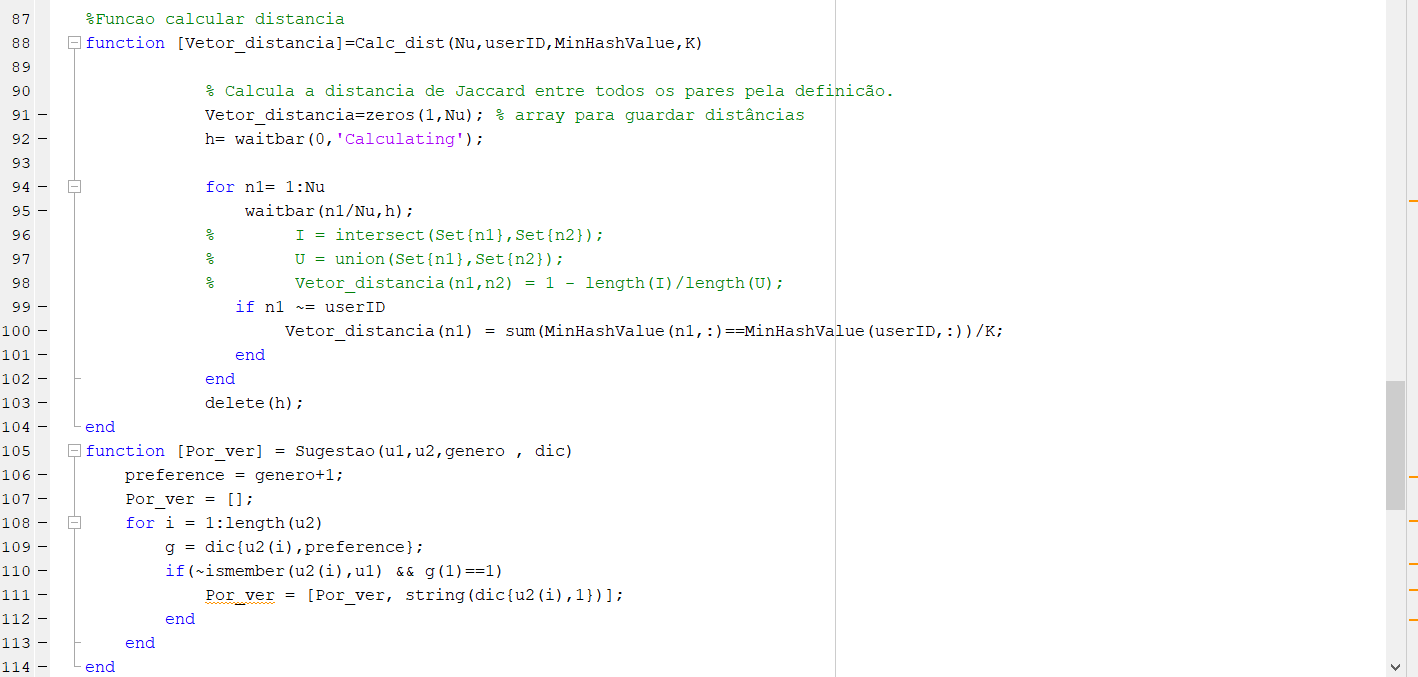 87 %Funcao calcular distancia
88 function [Vetor_distancia]=Calc_dist(Nu,userID,MinHashValue,K)
89
90 % Calcula a distancia de Jaccard entre todos os pares pela definicão.
91 – Vetor_distancia=zeros(1,Nu); % array para guardar distâncias
92 – h= waitbar(0,'Calculating');
93
94 – for n1= 1:Nu
95 – waitbar(n1/Nu,h);
96 % I = intersect(Set{n1},Set{n2});
97 % U = union(Set{n1},Set{n2});
98 % Vetor_distancia(n1,n2) = 1 - length(I)/length(U);
99 – if n1 ~= userID
100 – Vetor_distancia(n1) = sum(MinHashValue(n1,:)==MinHashValue(userID,:))/K;
101 – end
102 – end
103 – delete(h);
104 – end
105 function [Por_ver] = Sugestao(u1,u2,genero , dic)
106 – preference = genero+1;
107 – Por_ver = [];
108 – for i = 1:length(u2)
109 – g = dic{u2(i),preference};
110 – if(~ismember(u2(i),u1) && g(1)==1)
111 – Por_ver = [Por_ver, string(dic{u2(i),1})];
112 – end
113 – end
114 – end